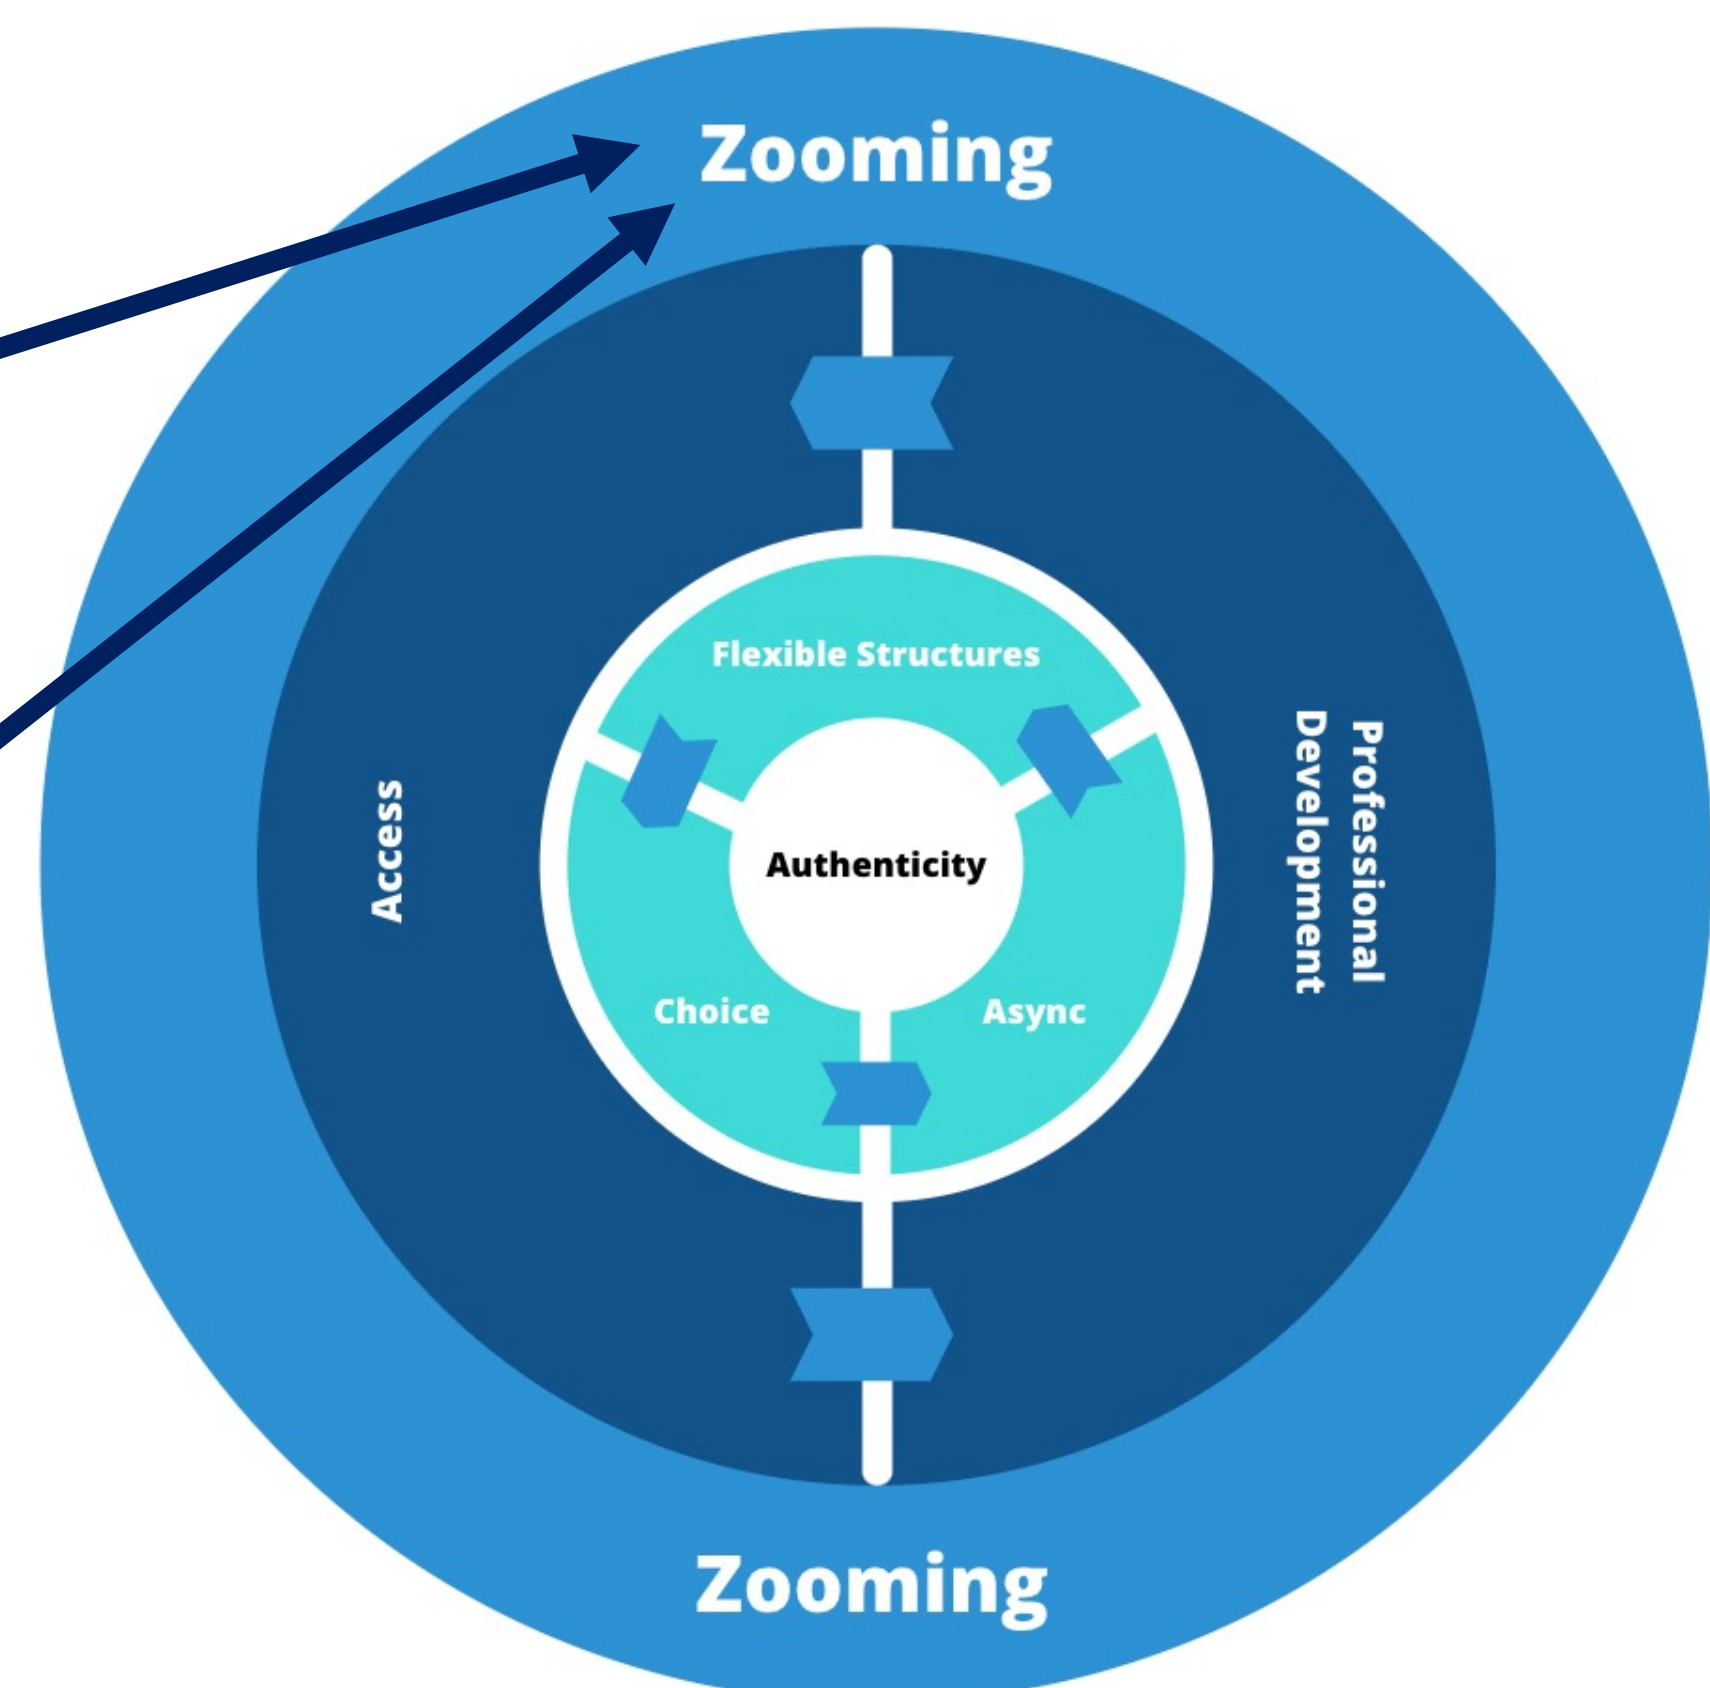 Zooming
Flexible Structures
Access
Authenticity
Professional
Development
Choice
Async
Zooming